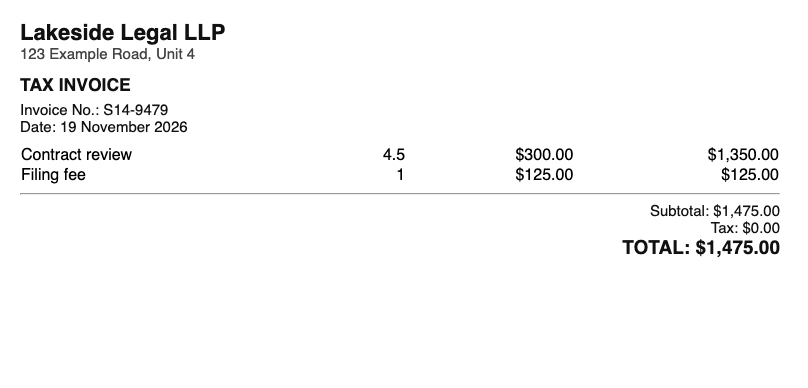 Lakeside Legal LLP
123 Example Road, Unit 4
TAX INVOICE
Invoice No.: S14-9479
Date: 19 November 2026
Contract review 4.5 $300.00 $1,350.00
Filing fee 1 $125.00 $125.00
Subtotal: $1,475.00
Tax: $0.00
TOTAL: $1,475.00